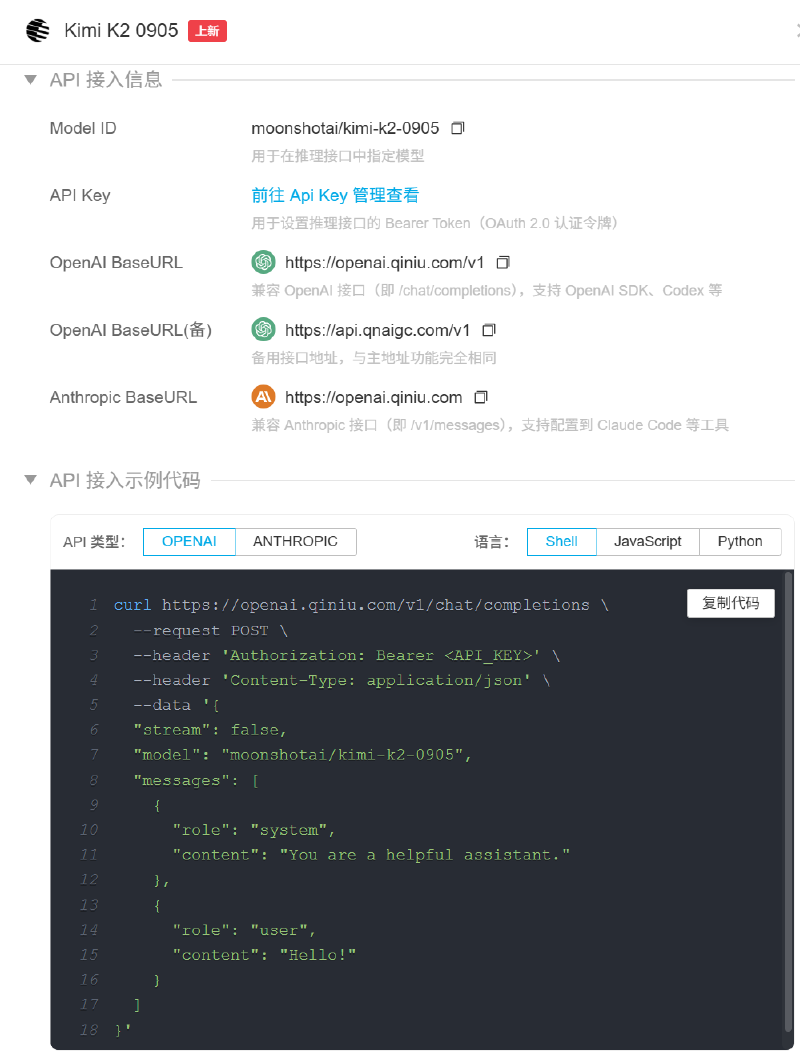 Kimi K2 0905 上新
API 接入信息
Model ID moonshotai/kimi-k2-0905
用于在推理接口中指定模型
API Key 前往 Api Key 管理查看
用于设置推理接口的 Bearer Token（OAuth 2.0 认证令牌）
OpenAI BaseURL https://openai.qiniu.com/v1
兼容 OpenAI 接口（即 /chat/completions），支持 OpenAI SDK、Codex 等
OpenAI BaseURL(备) https://api.qnaigc.com/v1
备用接口地址，与主地址功能完全相同
Anthropic BaseURL https://openai.qiniu.com
兼容 Anthropic 接口（即 /v1/messages），支持配置到 Claude Code 等工具
API 接入示例代码
API 类型： OPENAI ANTHROPIC 语言： Shell JavaScript Python
复制代码
1 curl https://openai.qiniu.com/v1/chat/completions \
2 --request POST \
3 --header 'Authorization: Bearer <API_KEY>' \
4 --header 'Content-Type: application/json' \
5 --data '{
6 "stream": false,
7 "model": "moonshotai/kimi-k2-0905",
8 "messages": [
9 {
10 "role": "system",
11 "content": "You are a helpful assistant."
12 },
13 {
14 "role": "user",
15 "content": "Hello!"
16 }
17 ]
18 }'